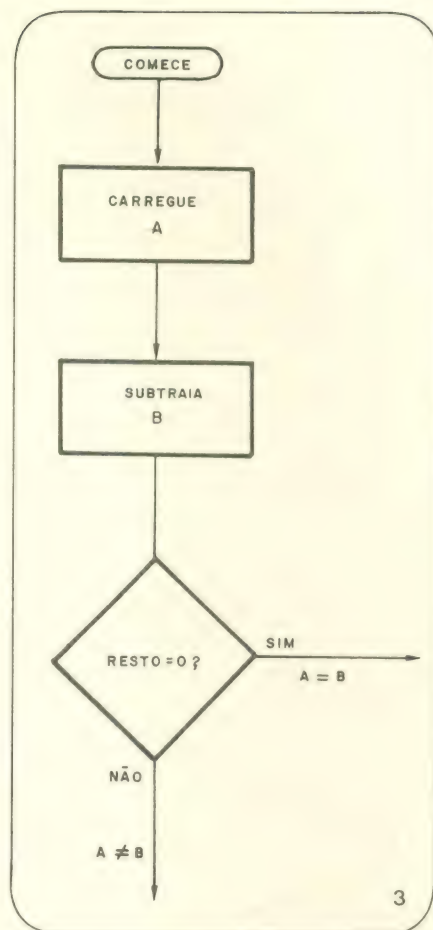 COMECE
CARREGUE
A
SUBTRAIA
B
RESTO=0?
SIM
A = B
NÃO
A ≠ B
3